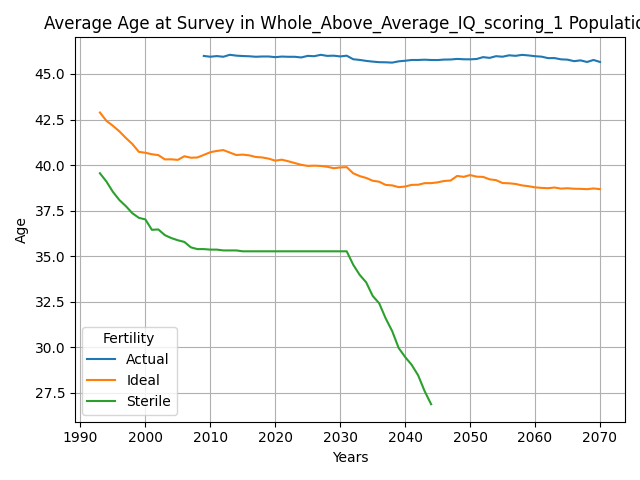 Average Age at Survey in Whole_Above_Average_IQ_scoring_1 Population
Age
45.0
42.5
40.0
37.5
35.0
32.5
30.0
27.5
Fertility
Actual
Ideal
Sterile
1990 2000 2010 2020 2030 2040 2050 2060 2070
Years